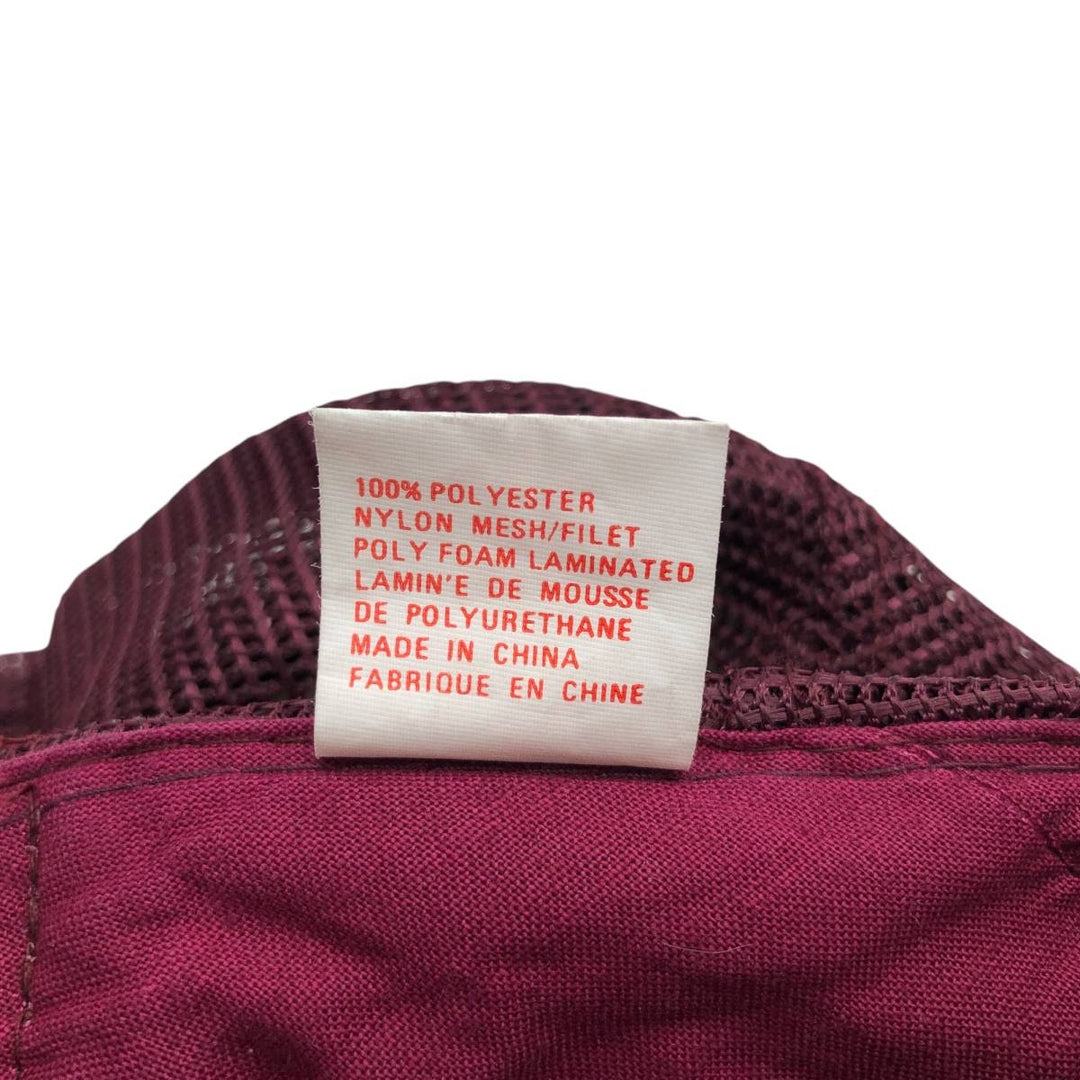 100% POLYESTER
NYLON MESH/FILET
POLY FOAM LAMINATED
LAMIN'E DE MOUSSE
DE POLYURETHANE
MADE IN CHINA
FABRIQUE EN CHINE